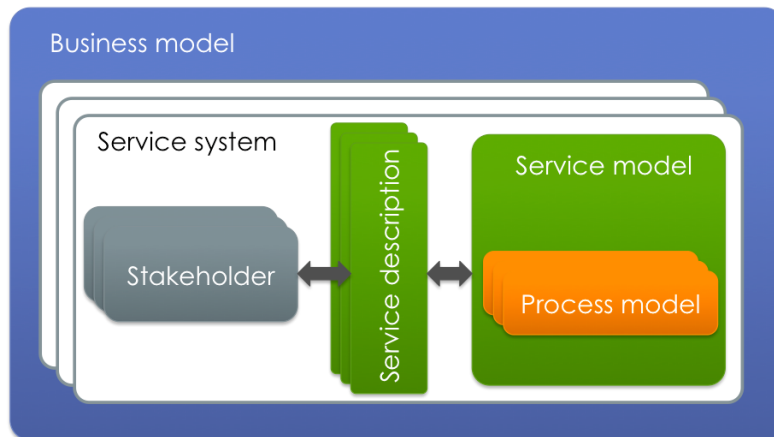 Business model
Service system
Service model
Stakeholder
Service description
Process model